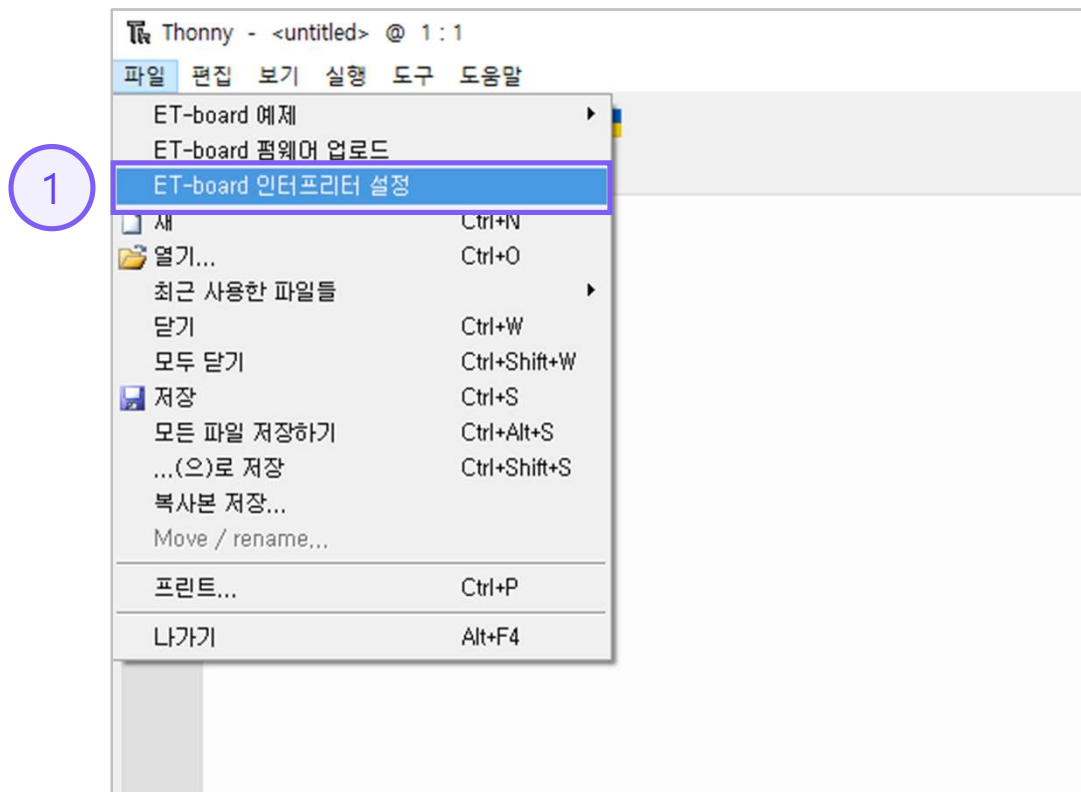 Thonny - <untitled> @ 1 : 1
파일 편집 보기 실행 도구 도움말
ET-board 예제
ET-board 펌웨어 업로드
1 ET-board 인터프리터 설정
새 Ctrl+N
열기... Ctrl+O
최근 사용한 파일들
닫기 Ctrl+W
모두 닫기 Ctrl+Shift+W
저장 Ctrl+S
모든 파일 저장하기 Ctrl+Alt+S
...(으)로 저장 Ctrl+Shift+S
복사본 저장...
Move / rename...
프린트... Ctrl+P
나가기 Alt+F4